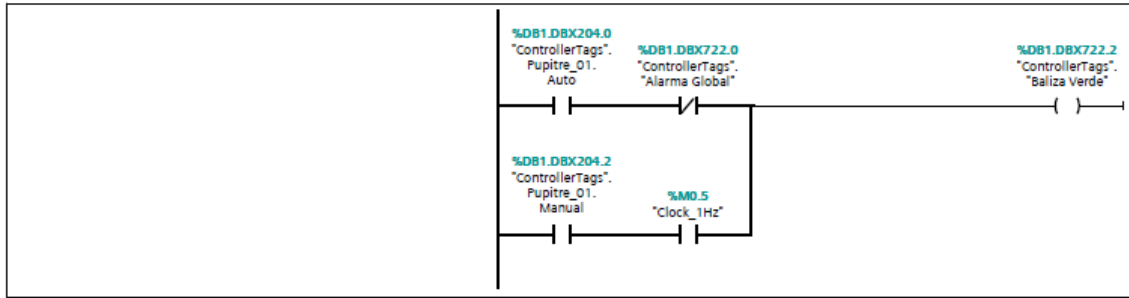 %DB1.DBX204.0
"ControllerTags".
Pupitre_01.
Auto
%DB1.DBX722.0
"ControllerTags".
"Alarma Global"
%DB1.DBX722.2
"ControllerTags".
"Baliza Verde"
%DB1.DBX204.2
"ControllerTags".
Pupitre_01.
Manual
%M0.5
"Clock_1Hz"